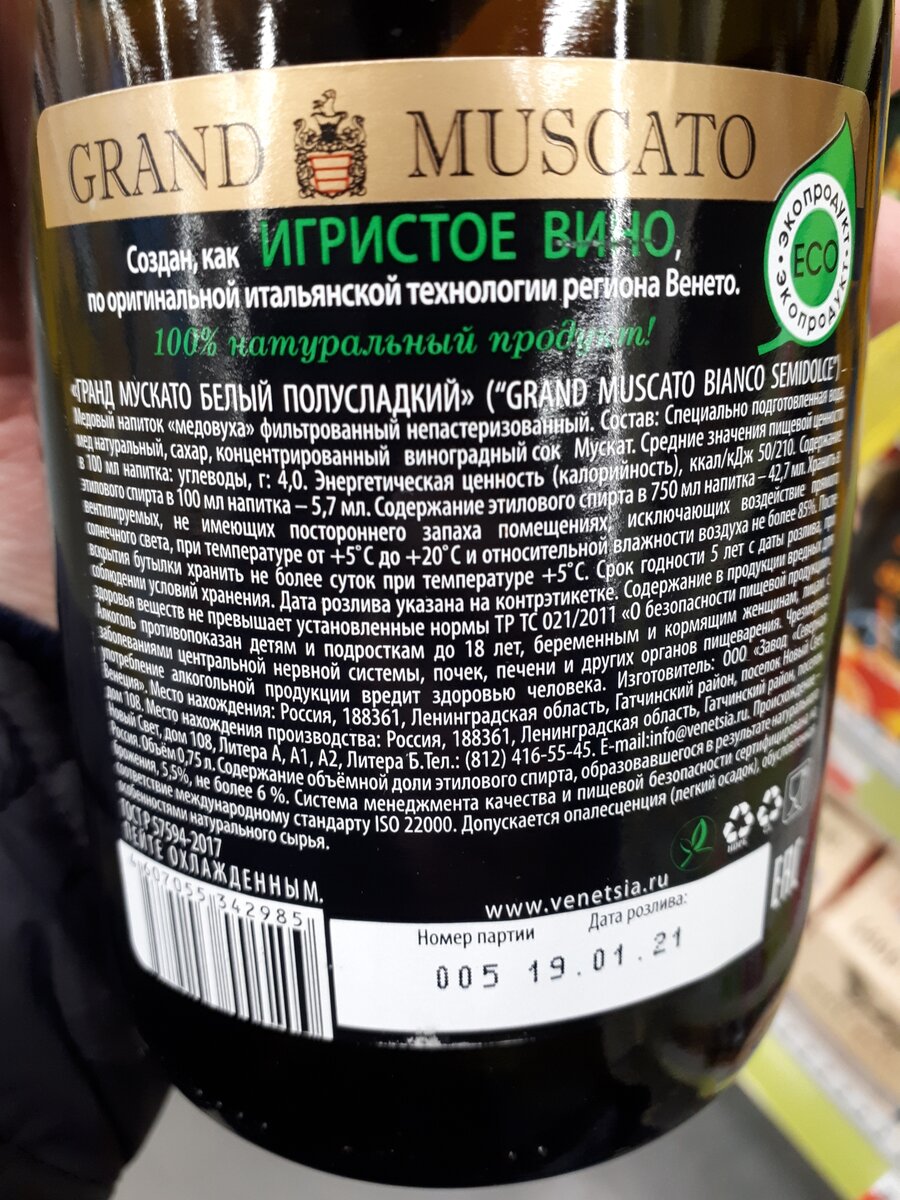 GRAND MUSCATO
Создан, как ИГРИСТОЕ ВИНО,
по оригинальной итальянской технологии региона Венето.
100% натуральный продукт!
ЭКОПРОДУКТ • ЭКОПРОДУКТ •
ECO
«ГРАНД МУСКАТО БЕЛЫЙ ПОЛУСЛАДКИЙ» ("GRAND MUSCATO BIANCO SEMIDOLCE") -
Медовый напиток «медовуха» фильтрованный непастеризованный. Состав: Специально подготовленная вода,
мед натуральный, сахар, концентрированный виноградный сок Мускат. Средние значения пищевой ценности
в 100 мл напитка: углеводы, г: 4,0. Энергетическая ценность (калорийность), ккал/кДж 50/210. Содержание
этилового спирта в 100 мл напитка – 5,7 мл. Содержание этилового спирта в 750 мл напитка – 42,7 мл. Хранить в
вентилируемых, не имеющих постороннего запаха помещениях, исключающих воздействие прямого
солнечного света, при температуре от +5°С до +20°С и относительной влажности воздуха не более 85%. После
вскрытия бутылки хранить не более суток при температуре +5°С. Срок годности 5 лет с даты розлива, при
соблюдении условий хранения. Дата розлива указана на контрэтикетке. Содержание в продукции вредных для
здоровья веществ не превышает установленные нормы ТР ТС 021/2011 «О безопасности пищевой продукции».
Алкоголь противопоказан детям и подросткам до 18 лет, беременным и кормящим женщинам, лицам с
заболеваниями центральной нервной системы, почек, печени и других органов пищеварения. Чрезмерное
употребление алкогольной продукции вредит здоровью человека. Изготовитель: ООО «Завод «Северная
Венеция». Место нахождения: Россия, 188361, Ленинградская область, Гатчинский район, поселок Новый Свет,
дом 108. Место нахождения производства: Россия, 188361, Ленинградская область, Гатчинский район, поселок
Новый Свет, дом 108, Литера А, А1, А2, Литера Б.Тел.: (812) 416-55-45. E-mail:info@venetsia.ru. Происхождение:
Россия. Объём 0,75 л. Содержание объёмной доли этилового спирта, образовавшегося в результате натурального
брожения, 5,5%, не более 6 %. Система менеджмента качества и пищевой безопасности сертифицирована на
соответствие международному стандарту ISO 22000. Допускается опалесценция (легкий осадок), обусловленная
особенностями натурального сырья.
ГОСТ Р 57594-2017
ПЕЙТЕ ОХЛАЖДЕННЫМ.
4 607055 342985
www.venetsia.ru
EAC
Номер партии Дата розлива:
005 19.01.21